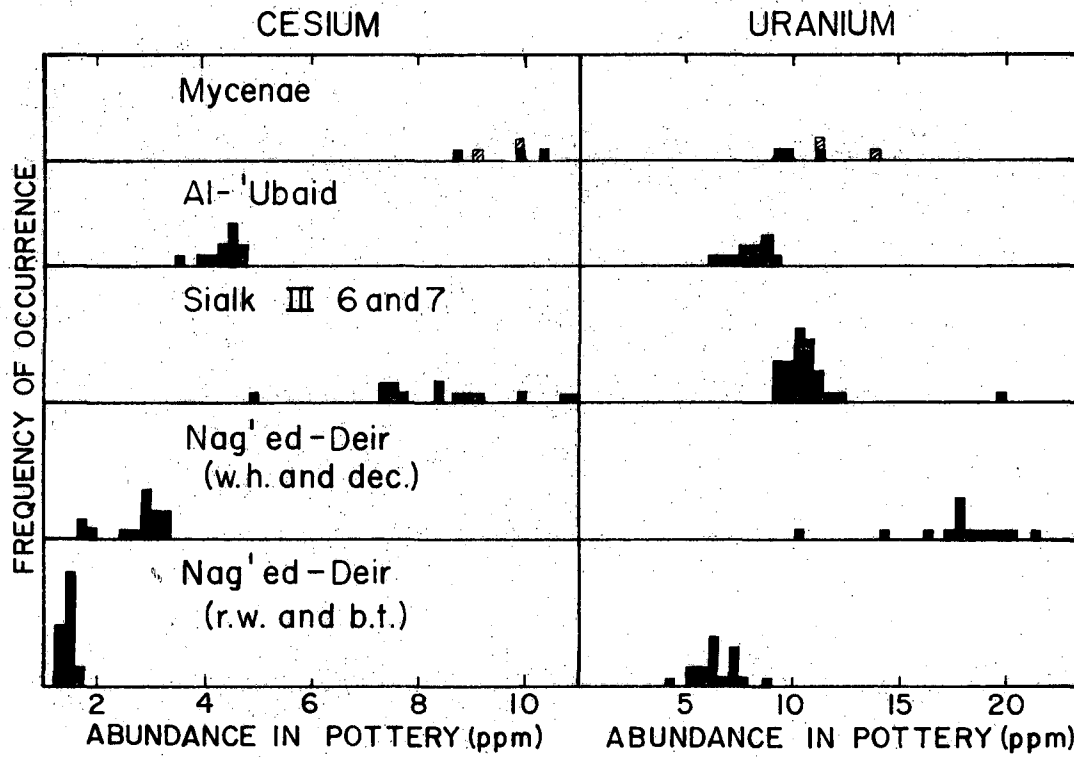 CESIUM
URANIUM
Mycenae
Al-'Ubaid
Sialk III 6 and 7
Nag'ed-Deir
(w.h. and dec.)
Nag'ed-Deir
(r.w. and b.t.)
FREQUENCY OF OCCURRENCE
2 4 6 8 10
5 10 15 20
ABUNDANCE IN POTTERY (ppm)
ABUNDANCE IN POTTERY (ppm)